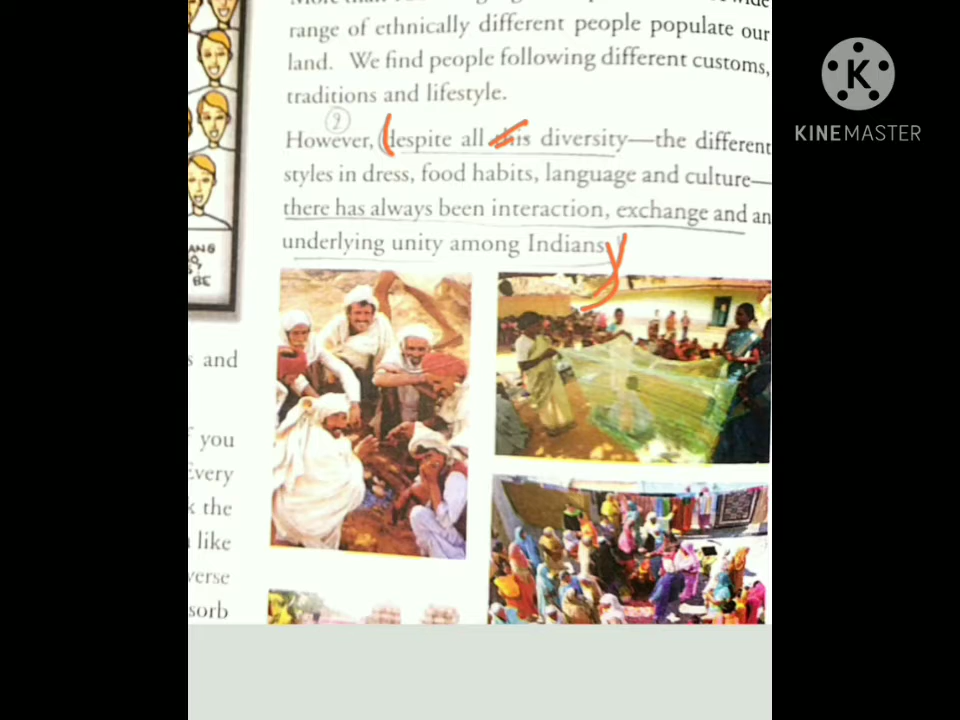 range of ethnically different people populate our
land. We find people following different customs,
traditions and lifestyle.
However, (despite all this diversity—the different
styles in dress, food habits, language and culture—
there has always been interaction, exchange and an
underlying unity among Indians
s and
you
Every
the
like
verse
sorb
BE
KINEMASTER